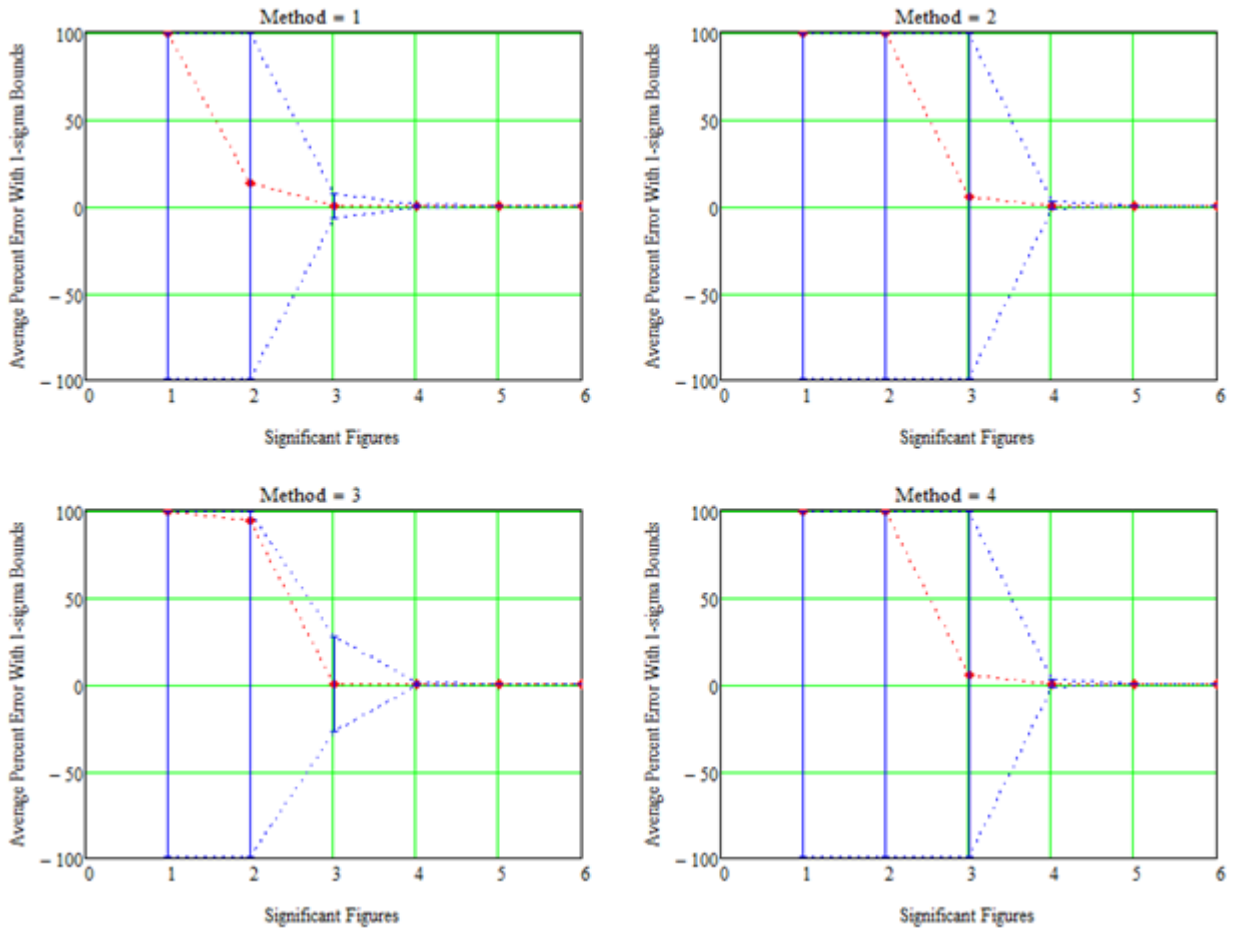 Method = 1
Average Percent Error With 1-sigma Bounds
100
50
0
− 50
− 100
0 1 2 3 4 5 6
Significant Figures
Method = 2
Average Percent Error With 1-sigma Bounds
100
50
0
− 50
− 100
0 1 2 3 4 5 6
Significant Figures
Method = 3
Average Percent Error With 1-sigma Bounds
100
50
0
− 50
− 100
0 1 2 3 4 5 6
Significant Figures
Method = 4
Average Percent Error With 1-sigma Bounds
100
50
0
− 50
− 100
0 1 2 3 4 5 6
Significant Figures